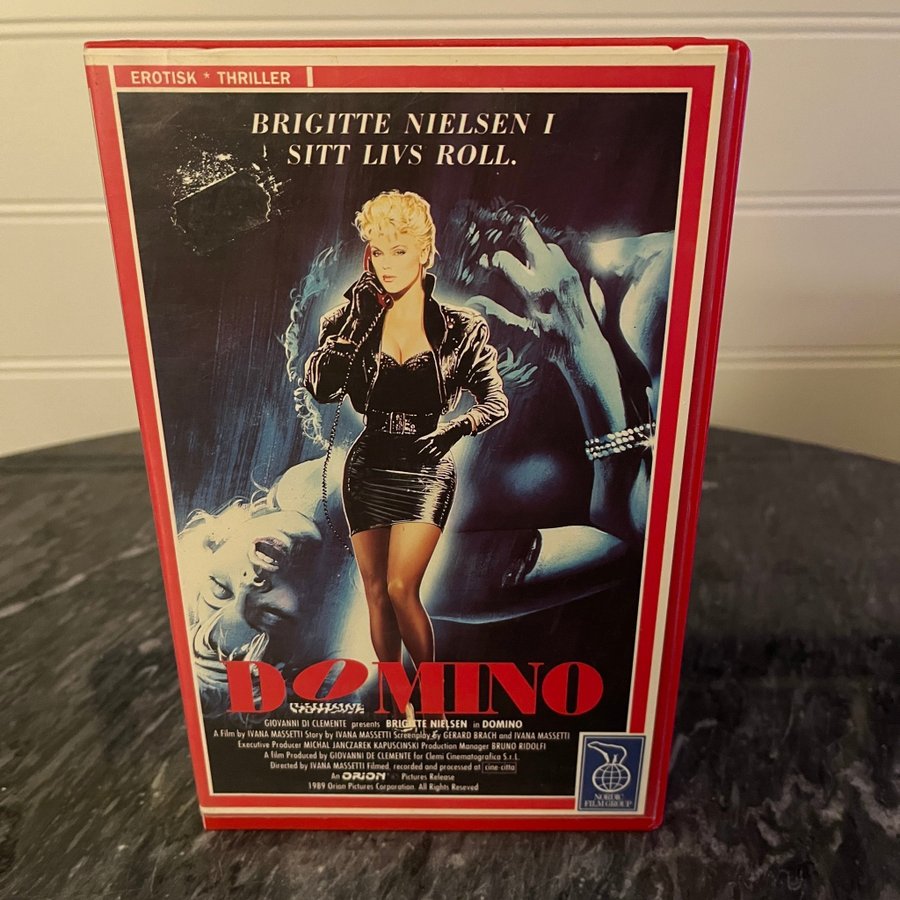 EROTISK * THRILLER
BRIGITTE NIELSEN I
SITT LIVS ROLL.
DOMINO
GIOVANNI DI CLEMENTE presents BRIGITTE NIELSEN in DOMINO
A Film by IVANA MASSETTI Story by IVANA MASSETTI Screenplay by GERARD BRACH and IVANA MASSETTI
Executive Producer MICHAL JANCZAREK KAPUSCINSKI Production Manager BRUNO RIDOLFI
A film Produced by GIOVANNI DI CLEMENTE for Clemi Cinematografica S.r.L.
Directed by IVANA MASSETTI Filmed, recorded and processed at cine-citta
An ORION Pictures Release
1989 Orion Pictures Corporation. All Rights Reseved
NORDIC
FILM GROUP